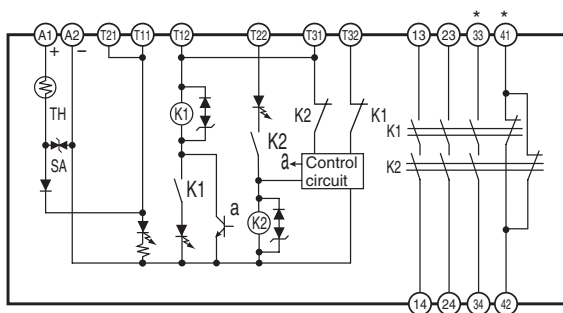 * *
A1 A2 T21 T11 T12 T22 T31 T32 13 23 33 41
+ −
TH
SA
K1
K2
K1
K2
K1
a
a
Control
circuit
K2
K1
K2
14 24 34 42